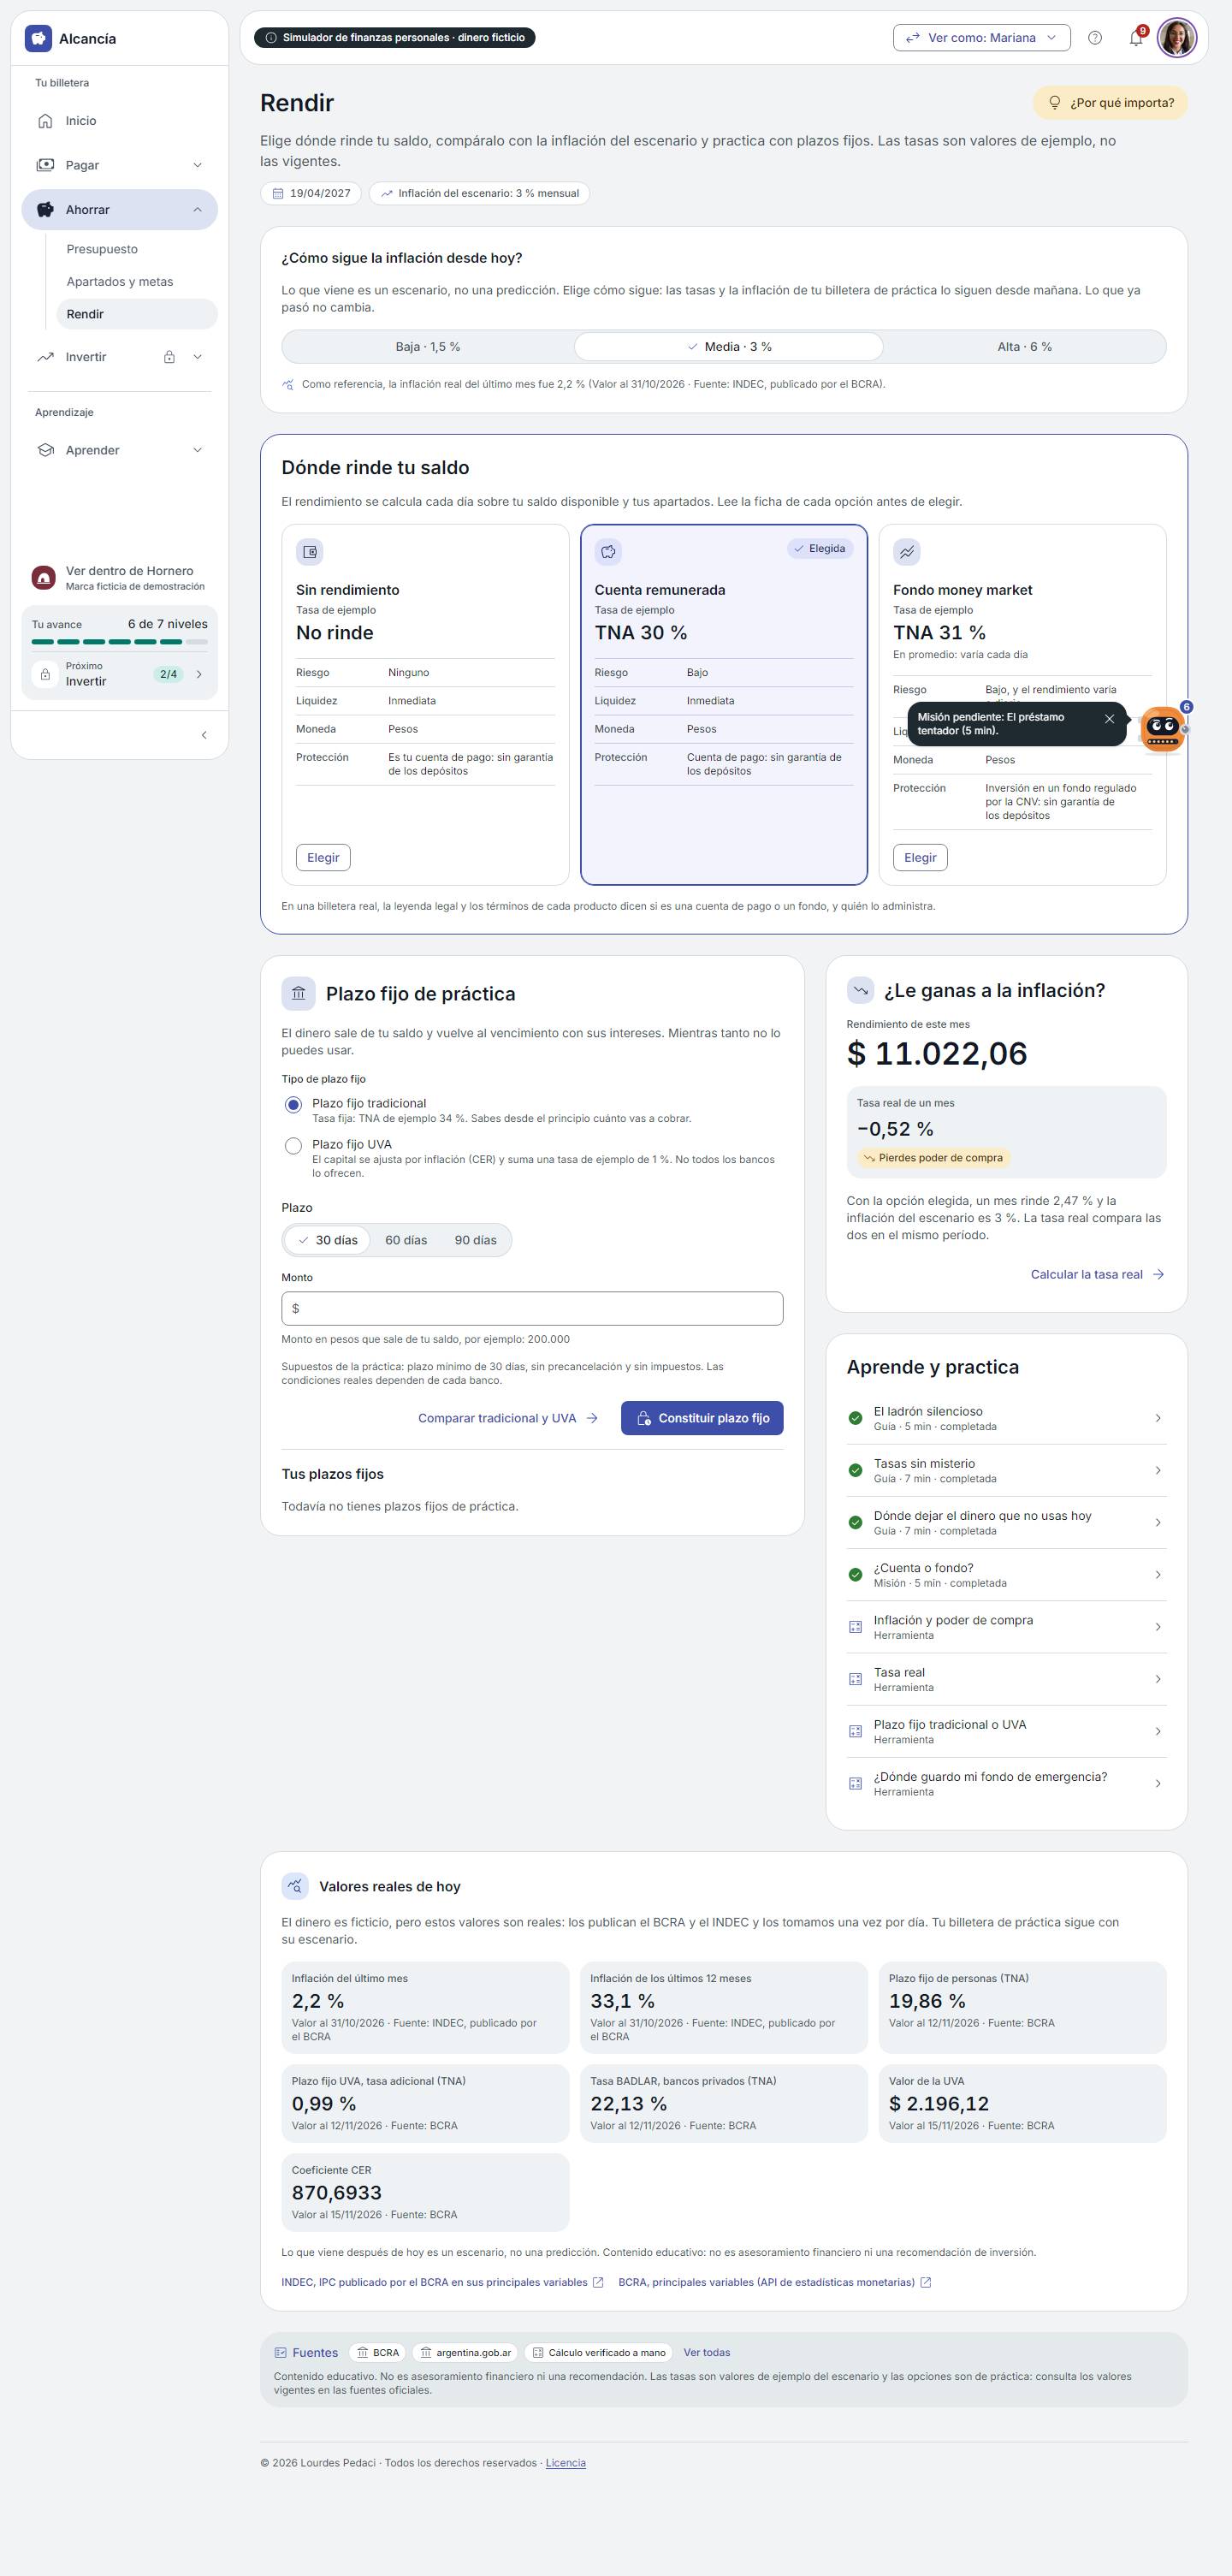 Alcancía
Tu billetera
Inicio
Pagar
Ahorrar
Presupuesto
Apartados y metas
Rendir
Invertir
Aprendizaje
Aprender
Ver dentro de Hornero
Marca ficticia de demostración
Tu avance
6 de 7 niveles
Próximo
Invertir
2/4
Simulador de finanzas personales · dinero ficticio
Ver como: Mariana
9
Rendir
¿Por qué importa?
Elige dónde rinde tu saldo, compáralo con la inflación del escenario y practica con plazos fijos. Las tasas son valores de ejemplo, no
las vigentes.
19/04/2027
Inflación del escenario: 3 % mensual
¿Cómo sigue la inflación desde hoy?
Lo que viene es un escenario, no una predicción. Elige cómo sigue: las tasas y la inflación de tu billetera de práctica lo siguen desde mañana. Lo que ya
pasó no cambia.
Baja · 1,5 %
Media · 3 %
Alta · 6 %
Como referencia, la inflación real del último mes fue 2,2 % (Valor al 31/10/2026 · Fuente: INDEC, publicado por el BCRA).
Dónde rinde tu saldo
El rendimiento se calcula cada día sobre tu saldo disponible y tus apartados. Lee la ficha de cada opción antes de elegir.
Sin rendimiento
Tasa de ejemplo
No rinde
Riesgo
Ninguno
Liquidez
Inmediata
Moneda
Pesos
Protección
Es tu cuenta de pago: sin garantía
de los depósitos
Elegir
Elegida
Cuenta remunerada
Tasa de ejemplo
TNA 30 %
Riesgo
Bajo
Liquidez
Inmediata
Moneda
Pesos
Protección
Cuenta de pago: sin garantía de
los depósitos
Fondo money market
Tasa de ejemplo
TNA 31 %
En promedio: varía cada día
Riesgo
Bajo, y el rendimiento varía
Misión pendiente: El préstamo
tentador (5 min).
6
Moneda
Pesos
Protección
Inversión en un fondo regulado
por la CNV: sin garantía de
los depósitos
Elegir
En una billetera real, la leyenda legal y los términos de cada producto dicen si es una cuenta de pago o un fondo, y quién lo administra.
Plazo fijo de práctica
El dinero sale de tu saldo y vuelve al vencimiento con sus intereses. Mientras tanto no lo
puedes usar.
Tipo de plazo fijo
Plazo fijo tradicional
Tasa fija: TNA de ejemplo 34 %. Sabes desde el principio cuánto vas a cobrar.
Plazo fijo UVA
El capital se ajusta por inflación (CER) y suma una tasa de ejemplo de 1 %. No todos los bancos
lo ofrecen.
Plazo
30 días
60 días
90 días
Monto
$
Monto en pesos que sale de tu saldo, por ejemplo: 200.000
Supuestos de la práctica: plazo mínimo de 30 días, sin precancelación y sin impuestos. Las
condiciones reales dependen de cada banco.
Comparar tradicional y UVA
Constituir plazo fijo
Tus plazos fijos
Todavía no tienes plazos fijos de práctica.
¿Le ganas a la inflación?
Rendimiento de este mes
$ 11.022,06
Tasa real de un mes
−0,52 %
Pierdes poder de compra
Con la opción elegida, un mes rinde 2,47 % y la
inflación del escenario es 3 %. La tasa real compara las
dos en el mismo período.
Calcular la tasa real
Aprende y practica
El ladrón silencioso
Guía · 5 min · completada
Tasas sin misterio
Guía · 7 min · completada
Dónde dejar el dinero que no usas hoy
Guía · 7 min · completada
¿Cuenta o fondo?
Misión · 5 min · completada
Inflación y poder de compra
Herramienta
Tasa real
Herramienta
Plazo fijo tradicional o UVA
Herramienta
¿Dónde guardo mi fondo de emergencia?
Herramienta
Valores reales de hoy
El dinero es ficticio, pero estos valores son reales: los publican el BCRA y el INDEC y los tomamos una vez por día. Tu billetera de práctica sigue con
su escenario.
Inflación del último mes
2,2 %
Valor al 31/10/2026 · Fuente: INDEC, publicado por
el BCRA
Inflación de los últimos 12 meses
33,1 %
Valor al 31/10/2026 · Fuente: INDEC, publicado por
el BCRA
Plazo fijo de personas (TNA)
19,86 %
Valor al 12/11/2026 · Fuente: BCRA
Plazo fijo UVA, tasa adicional (TNA)
0,99 %
Valor al 12/11/2026 · Fuente: BCRA
Tasa BADLAR, bancos privados (TNA)
22,13 %
Valor al 12/11/2026 · Fuente: BCRA
Valor de la UVA
$ 2.196,12
Valor al 15/11/2026 · Fuente: BCRA
Coeficiente CER
870,6933
Valor al 15/11/2026 · Fuente: BCRA
Lo que viene después de hoy es un escenario, no una predicción. Contenido educativo: no es asesoramiento financiero ni una recomendación de inversión.
INDEC, IPC publicado por el BCRA en sus principales variables
BCRA, principales variables (API de estadísticas monetarias)
Fuentes
BCRA
argentina.gob.ar
Cálculo verificado a mano
Ver todas
Contenido educativo. No es asesoramiento financiero ni una recomendación. Las tasas son valores de ejemplo del escenario y las opciones son de práctica: consulta los valores
vigentes en las fuentes oficiales.
© 2026 Lourdes Pedaci · Todos los derechos reservados · Licencia